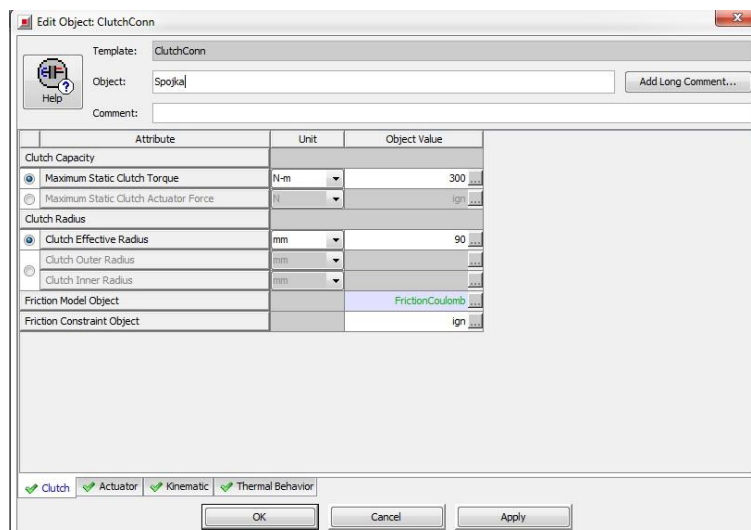 Edit Object: ClutchConn
X
Template: ClutchConn
Help
?
Object: Spojka
Add Long Comment...
Comment:
Attribute Unit Object Value
Clutch Capacity
Maximum Static Clutch Torque N-m 300 ...
Maximum Static Clutch Actuator Force N ign ...
Clutch Radius
Clutch Effective Radius mm 90 ...
Clutch Outer Radius mm ...
Clutch Inner Radius mm ...
Friction Model Object FrictionCoulomb ...
Friction Constraint Object ign ...
Clutch Actuator Kinematic Thermal Behavior
OK Cancel Apply